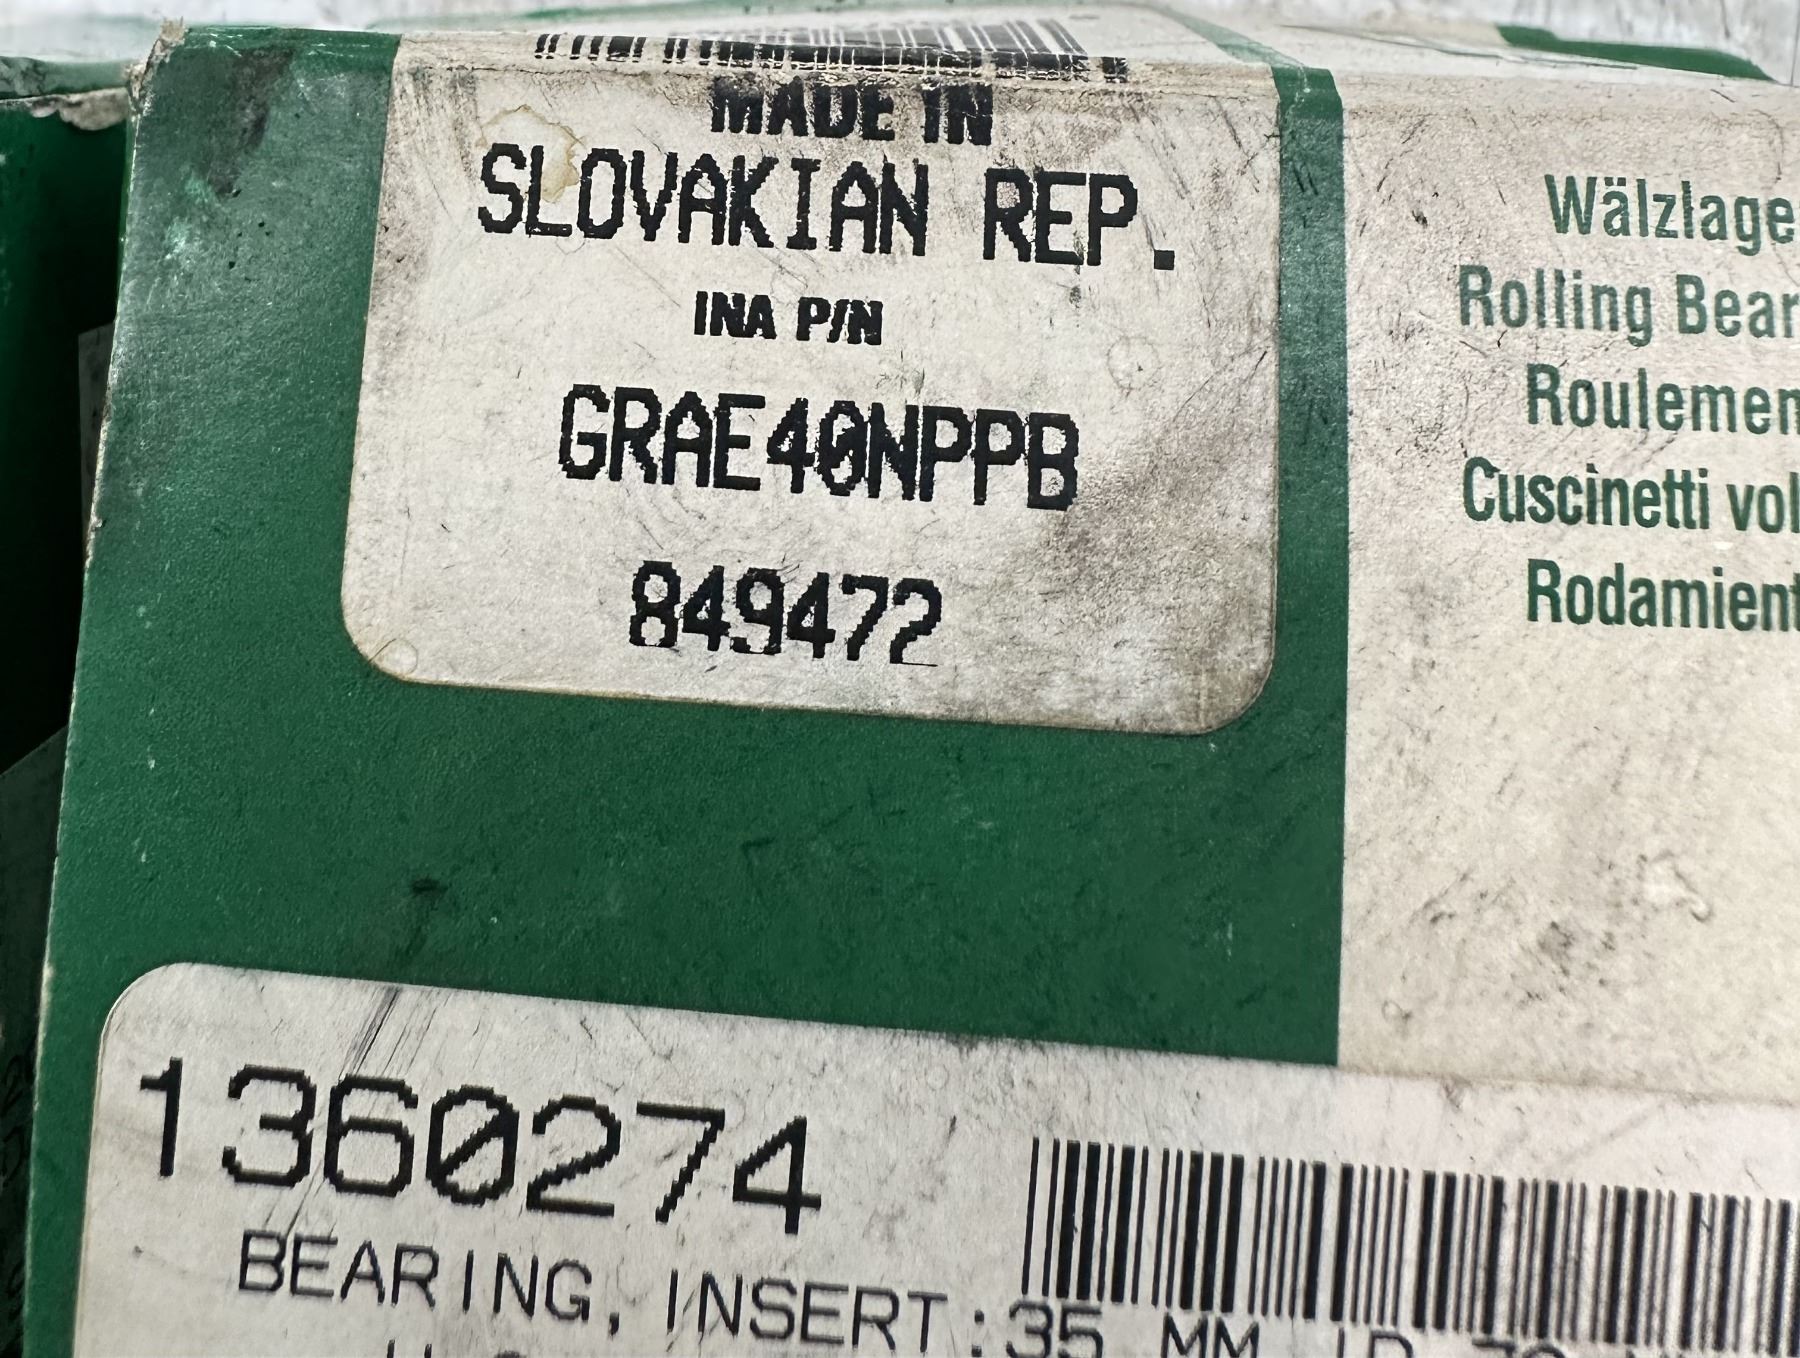 MADE IN
SLOVAKIAN REP.
INA P/N
GRAE40NPPB
849472
Wälzlage
Rolling Bear
Roulemen
Cuscinetti vol
Rodamient
1360274
BEARING, INSERT:35 MM ID